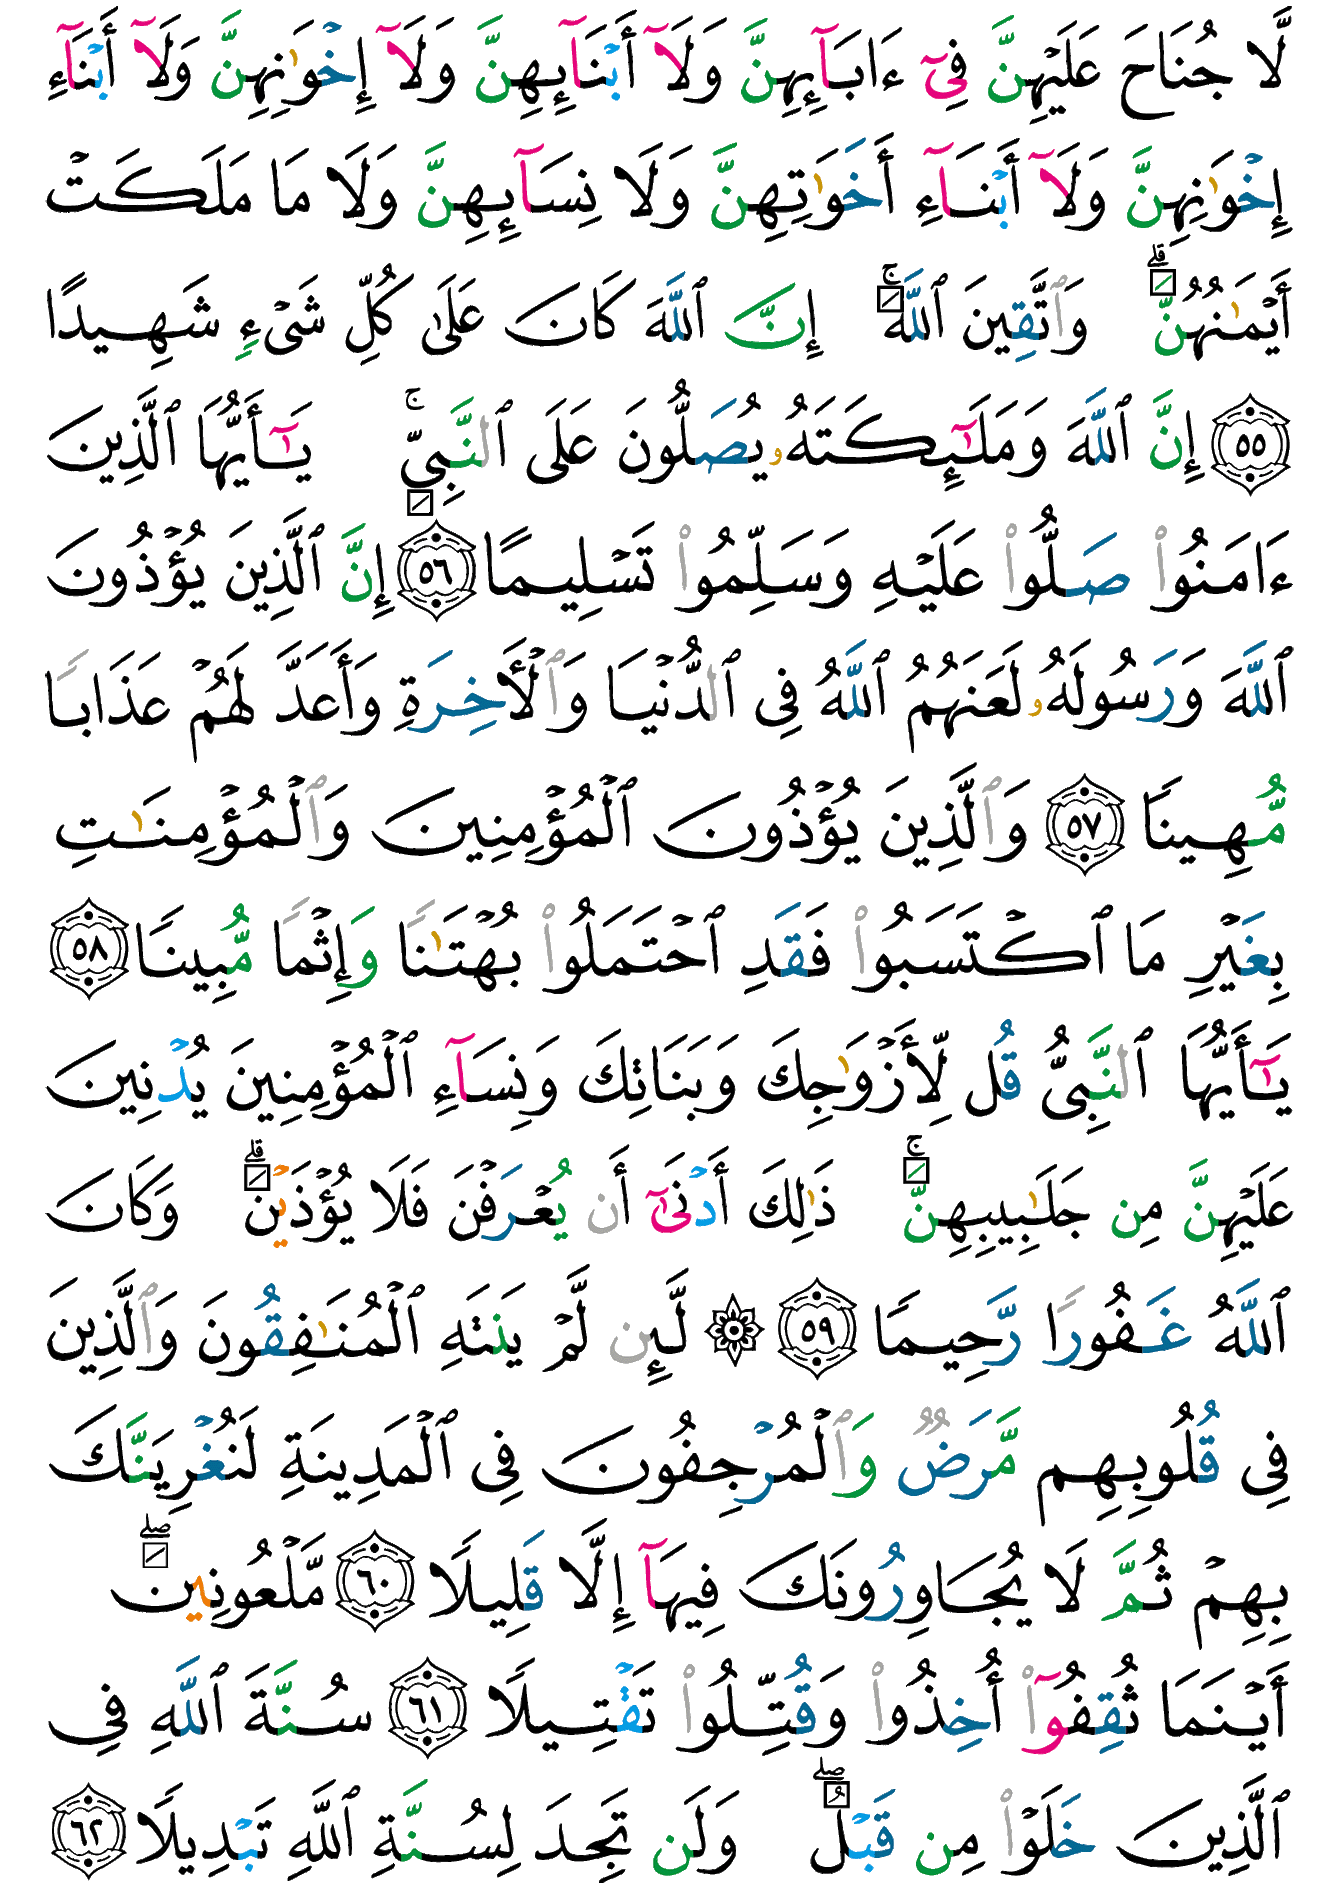 لَّا جُنَاحَ عَلَيْهِنَّ فِىٓ ءَابَآئِهِنَّ وَلَآ أَبْنَآئِهِنَّ وَلَآ إِخْوَٰنِهِنَّ وَلَآ أَبْنَآءِ
إِخْوَٰنِهِنَّ وَلَآ أَبْنَآءِ أَخَوَٰتِهِنَّ وَلَا نِسَآئِهِنَّ وَلَا مَا مَلَكَتْ
أَيْمَٰنُهُنَّ ۗ وَٱتَّقِينَ ٱللَّهَ ۚ إِنَّ ٱللَّهَ كَانَ عَلَىٰ كُلِّ شَىْءٍ شَهِيدًا
٥٥ إِنَّ ٱللَّهَ وَمَلَٰٓئِكَتَهُۥ يُصَلُّونَ عَلَى ٱلنَّبِىِّ ۚ يَٰٓأَيُّهَا ٱلَّذِينَ
ءَامَنُوا۟ صَلُّوا۟ عَلَيْهِ وَسَلِّمُوا۟ تَسْلِيمًا ٥٦ إِنَّ ٱلَّذِينَ يُؤْذُونَ
ٱللَّهَ وَرَسُولَهُۥ لَعَنَهُمُ ٱللَّهُ فِى ٱلدُّنْيَا وَٱلْأَخِرَةِ وَأَعَدَّ لَهُمْ عَذَابًا
مُّهِينًا ٥٧ وَٱلَّذِينَ يُؤْذُونَ ٱلْمُؤْمِنِينَ وَٱلْمُؤْمِنَٰتِ
بِغَيْرِ مَا ٱكْتَسَبُوا۟ فَقَدِ ٱحْتَمَلُوا۟ بُهْتَٰنًا وَإِثْمًا مُّبِينًا ٥٨
يَٰٓأَيُّهَا ٱلنَّبِىُّ قُل لِّأَزْوَٰجِكَ وَبَنَاتِكَ وَنِسَآءِ ٱلْمُؤْمِنِينَ يُدْنِينَ
عَلَيْهِنَّ مِن جَلَٰبِيبِهِنَّ ۚ ذَٰلِكَ أَدْنَىٰٓ أَن يُعْرَفْنَ فَلَا يُؤْذَيْنَ ۗ وَكَانَ
ٱللَّهُ غَفُورًا رَّحِيمًا ٥٩ ۞ لَّئِن لَّمْ يَنتَهِ ٱلْمُنَٰفِقُونَ وَٱلَّذِينَ
فِى قُلُوبِهِم مَّرَضٌ وَٱلْمُرْجِفُونَ فِى ٱلْمَدِينَةِ لَنُغْرِيَنَّكَ
بِهِمْ ثُمَّ لَا يُجَاوِرُونَكَ فِيهَآ إِلَّا قَلِيلًا ٦٠ مَّلْعُونِينَ ۖ
أَيْنَمَا ثُقِفُوٓا۟ أُخِذُوا۟ وَقُتِّلُوا۟ تَقْتِيلًا ٦١ سُنَّةَ ٱللَّهِ فِى
ٱلَّذِينَ خَلَوْا۟ مِن قَبْلُ ۖ وَلَن تَجِدَ لِسُنَّةِ ٱللَّهِ تَبْدِيلًا ٦٢